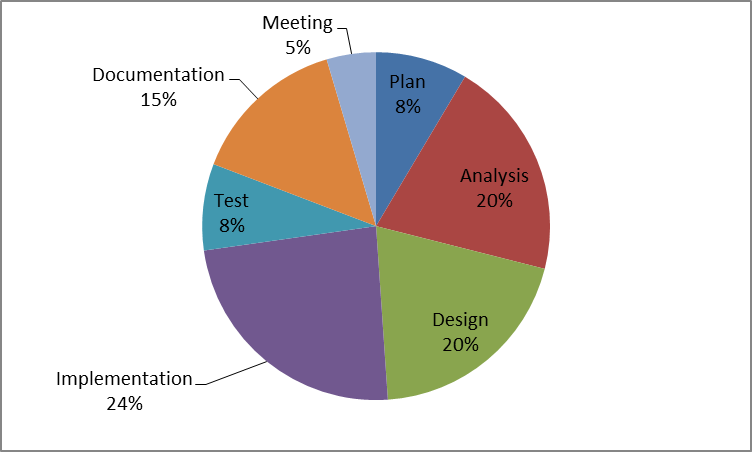 Meeting
5%
Plan
8%
Documentation
15%
Analysis
20%
Test
8%
Design
20%
Implementation
24%